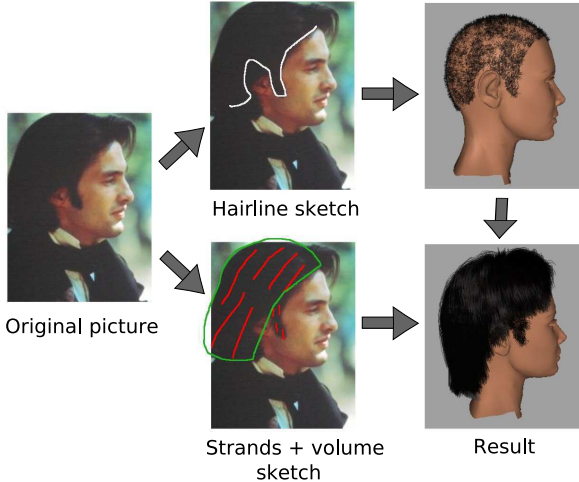 Hairline sketch
Original picture
Strands + volume
sketch
Result